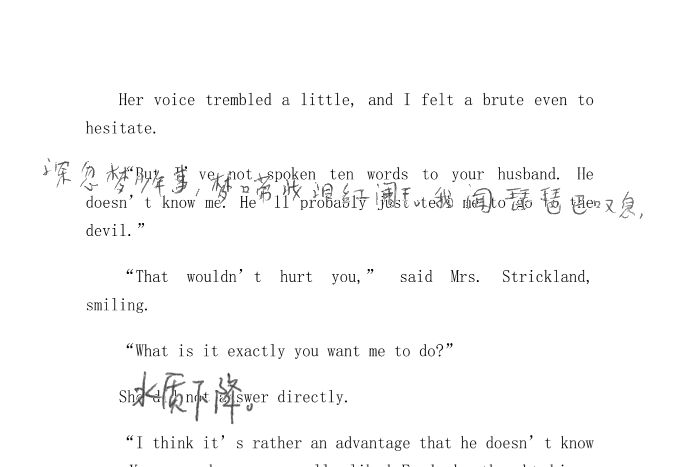 Her voice trembled a little, and I felt a brute even to
hesitate.
“But I’ve not spoken ten words to your husband. He
深忽梦少年事,梦啼妆泪红阑干。我闻琵琶已叹息,
doesn’t know me. He’ll probably just tell me to go to the
devil.”
“That wouldn’t hurt you,” said Mrs. Strickland,
smiling.
“What is it exactly you want me to do?”
She did not answer directly.
水质下降。
“I think it’s rather an advantage that he doesn’t know